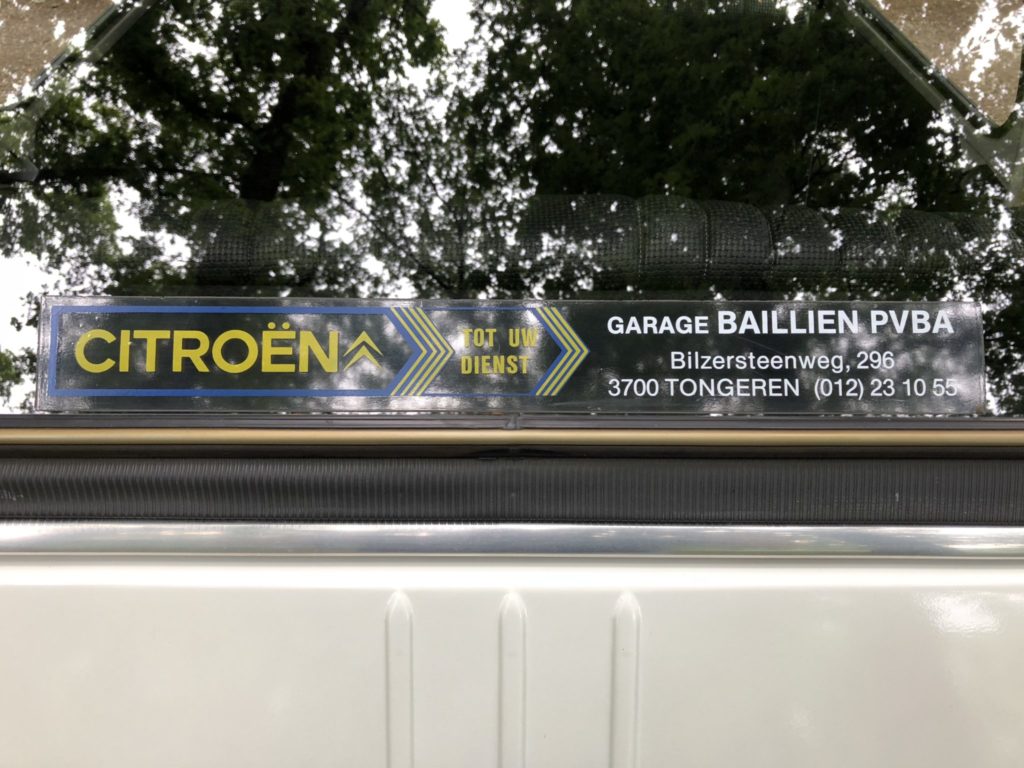 CITROËN
TOT UW
DIENST
GARAGE BAILLIEN PVBA
Bilzersteenweg, 296
3700 TONGEREN (012) 23 10 55